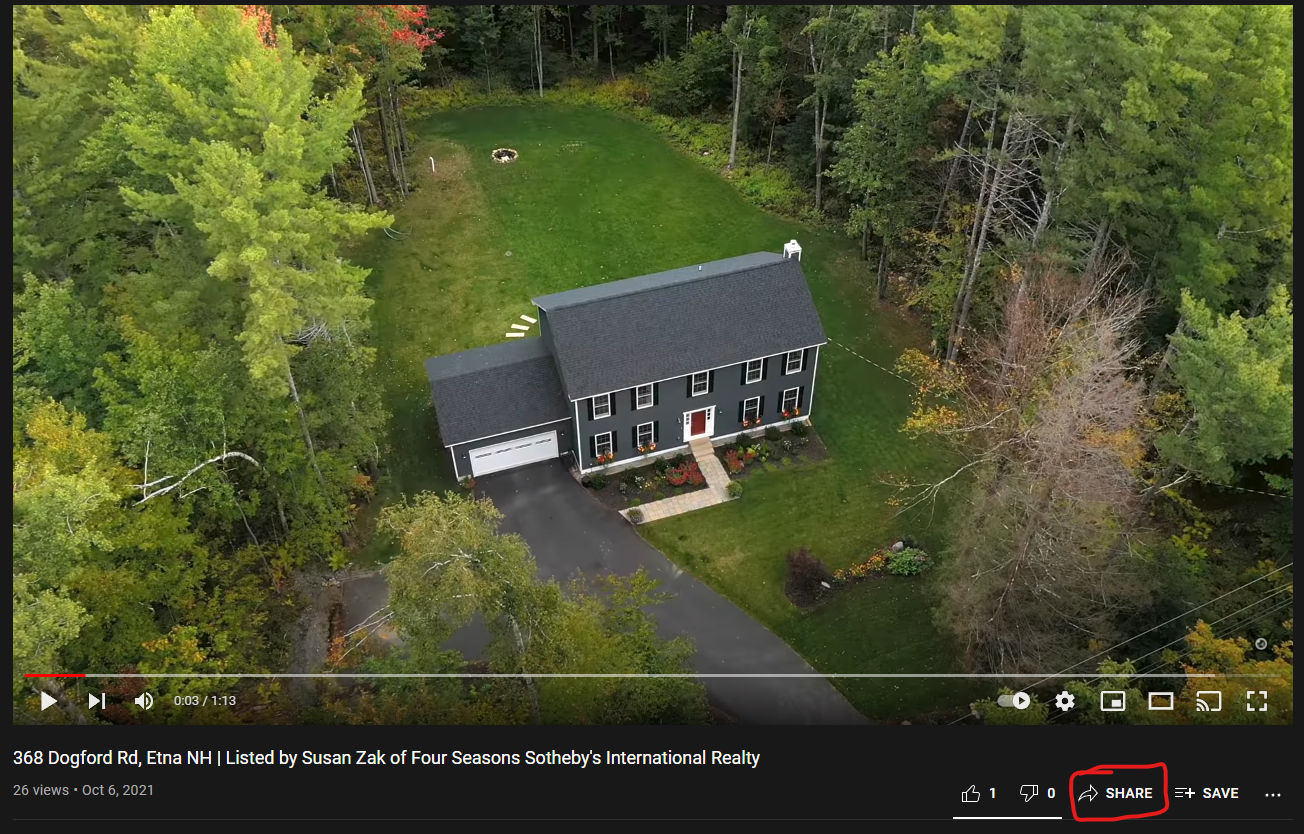 0:03 / 1:13
368 Dogford Rd, Etna NH | Listed by Susan Zak of Four Seasons Sotheby's International Realty
26 views • Oct 6, 2021
1 0 SHARE SAVE